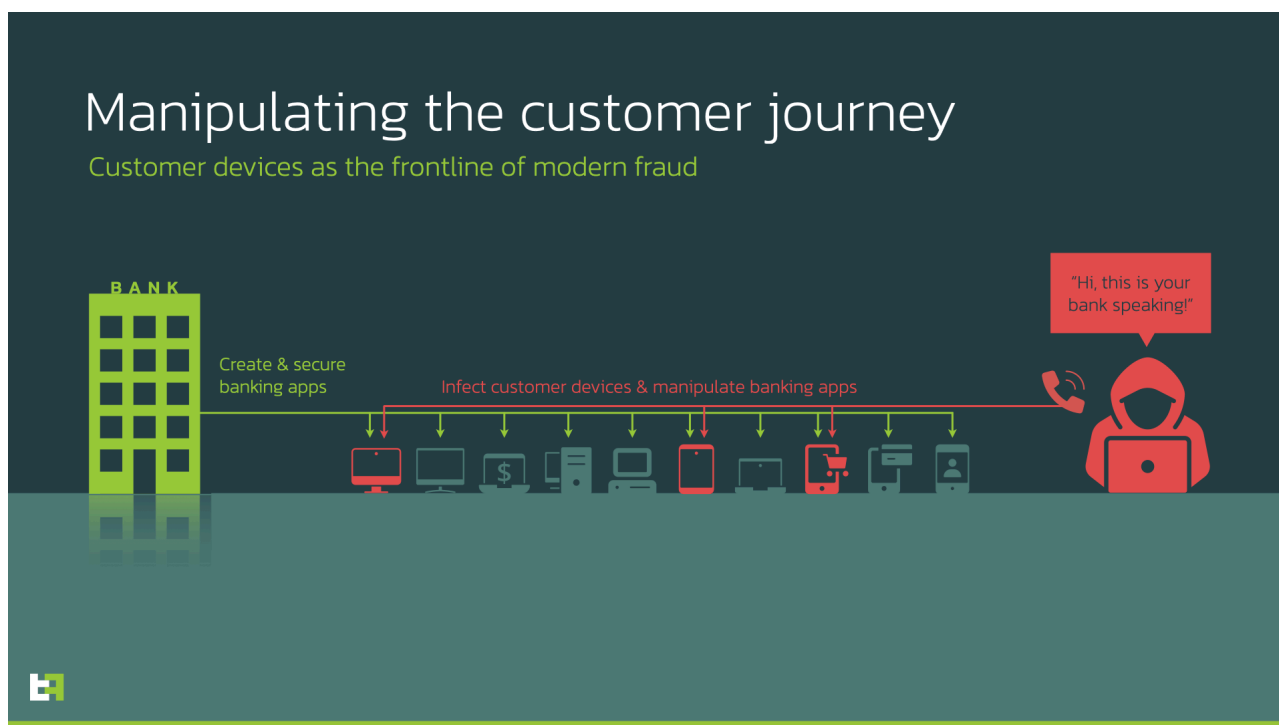 Manipulating the customer journey
Customer devices as the frontline of modern fraud
"Hi, this is your
bank speaking!"
BANK
Create & secure
banking apps
Infect customer devices & manipulate banking apps
$